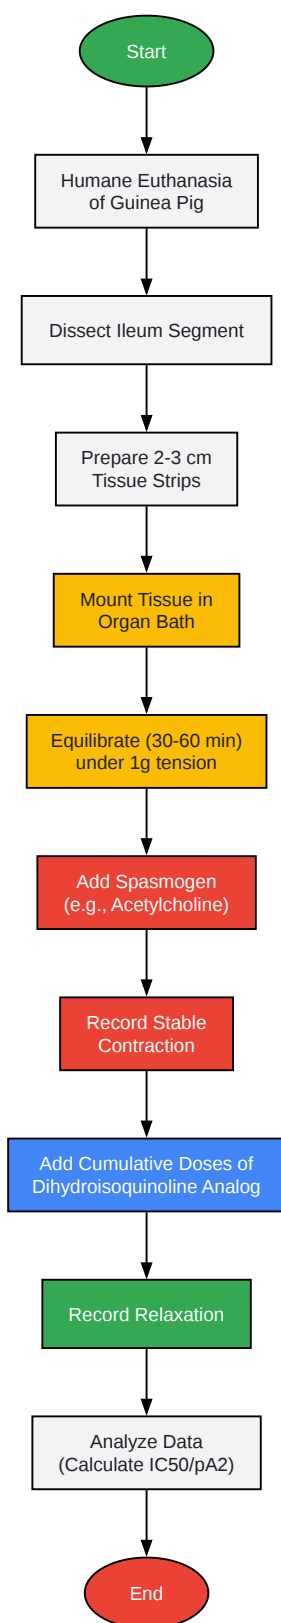 Start
Humane Euthanasia
of Guinea Pig
Dissect Ileum Segment
Prepare 2-3 cm
Tissue Strips
Mount Tissue in
Organ Bath
Equilibrate (30-60 min)
under 1g tension
Add Spasmogen
(e.g., Acetylcholine)
Record Stable
Contraction
Add Cumulative Doses of
Dihydroisoquinoline Analog
Record Relaxation
Analyze Data
(Calculate IC50/pA2)
End